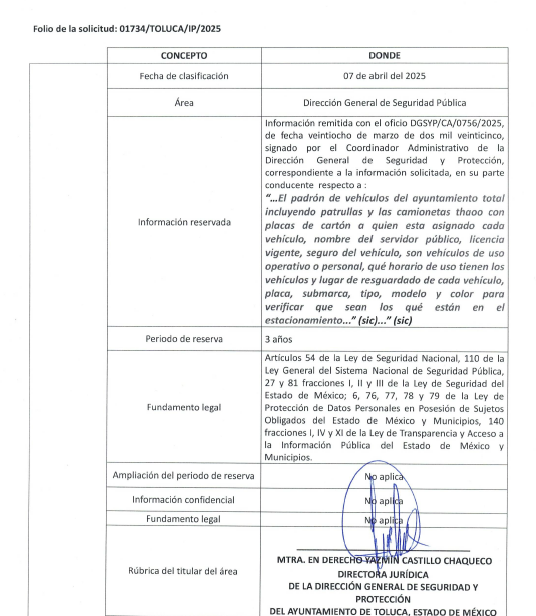 Folio de la solicitud: 01734/TOLUCA/IP/2025
CONCEPTO DONDE
Fecha de clasificación 07 de abril del 2025
Área Dirección General de Seguridad Pública
Información reservada
Información remitida con el oficio DGSYP/CA/0756/2025,
de fecha veintiocho de marzo de dos mil veinticinco,
signado por el Coordinador Administrativo de la
Dirección General de Seguridad y Protección,
correspondiente a la información solicitada, en su parte
conducente respecto a :
“…El padrón de vehículos del ayuntamiento total
incluyendo patrullas y las camionetas thaoo con
placas de cartón a quien esta asignado cada
vehículo, nombre del servidor público, licencia
vigente, seguro del vehículo, son vehículos de uso
operativo o personal, qué horario de uso tienen los
vehículos y lugar de resguardado de cada vehículo,
placa, submarca, tipo, modelo y color para
verificar que sean los qué están en el
estacionamiento…” (sic)…” (sic)
Periodo de reserva 3 años
Fundamento legal
Artículos 54 de la Ley de Seguridad Nacional, 110 de la
Ley General del Sistema Nacional de Seguridad Pública,
27 y 81 fracciones I, II y III de la Ley de Seguridad del
Estado de México; 6, 76, 77, 78 y 79 de la Ley de
Protección de Datos Personales en Posesión de Sujetos
Obligados del Estado de México y Municipios, 140
fracciones I, IV y XI de la Ley de Transparencia y Acceso a
la Información Pública del Estado de México y
Municipios.
Ampliación del periodo de reserva No aplica
Información confidencial No aplica
Fundamento legal No aplica
Rúbrica del titular del área
MTRA. EN DERECHO YAZMÍN CASTILLO CHAQUECO
DIRECTORA JURÍDICA
DE LA DIRECCIÓN GENERAL DE SEGURIDAD Y
PROTECCIÓN
DEL AYUNTAMIENTO DE TOLUCA, ESTADO DE MÉXICO